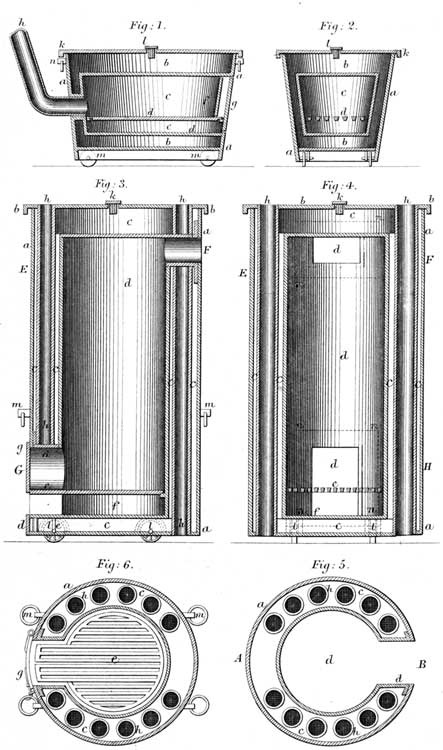 Fig: 1. Fig: 2.
h
k l
n b
a a
c f g
d
c d
b a
m m
l
k
b
c a
d
a b
Fig: 3. Fig: 4.
b h k h b
h b k h b
a c a
E F
d
C C C
m m
h
g d
G
e
f
d l e c l h a
a c a
E d F
d
C C
n n
d H
e
n f n
l c l
Fig: 6. Fig: 5.
a h c
m m
e
g
c h
a h c
A d B
d
c h